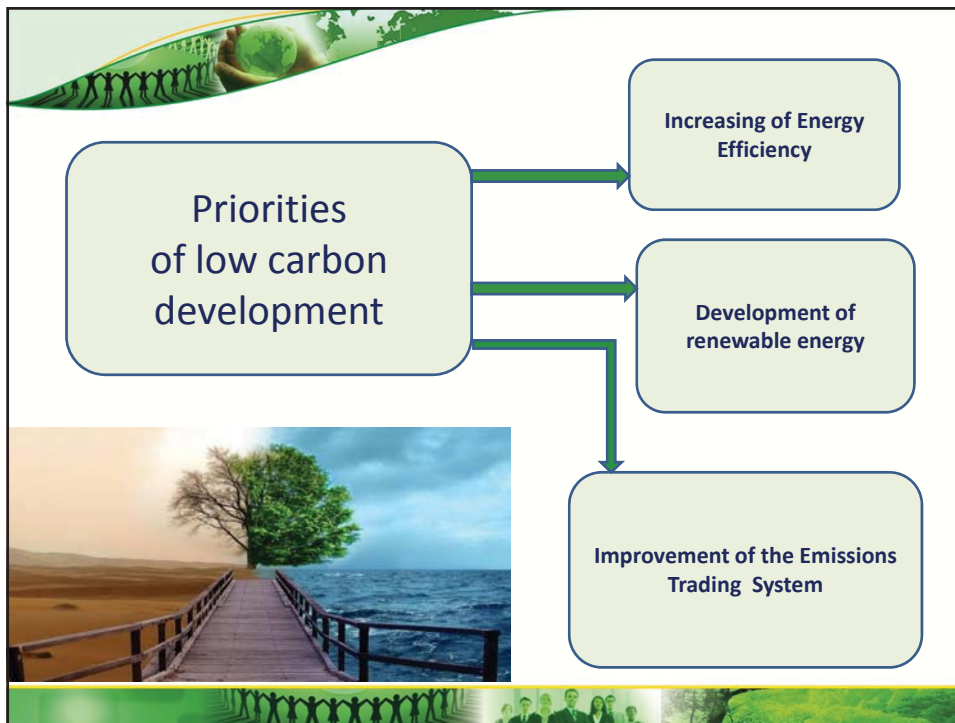 Priorities
of low carbon
development
Increasing of Energy
Efficiency
Development of
renewable energy
Improvement of the Emissions
Trading System